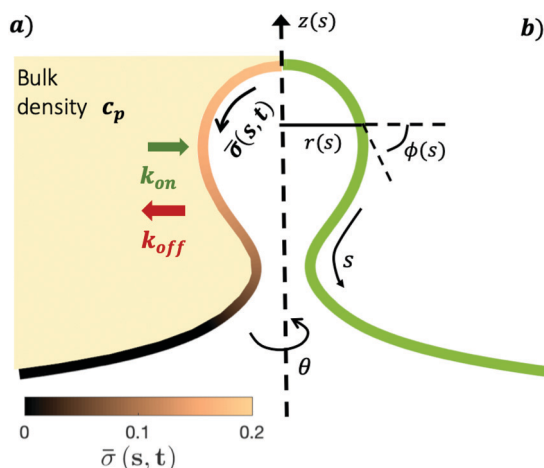 a)
z(s)
b)
Bulk
density c_p
σ̅(s,t)
r(s)
ϕ(s)
k_on
k_off
s
θ
0
0.1
0.2
σ̅ (s, t)